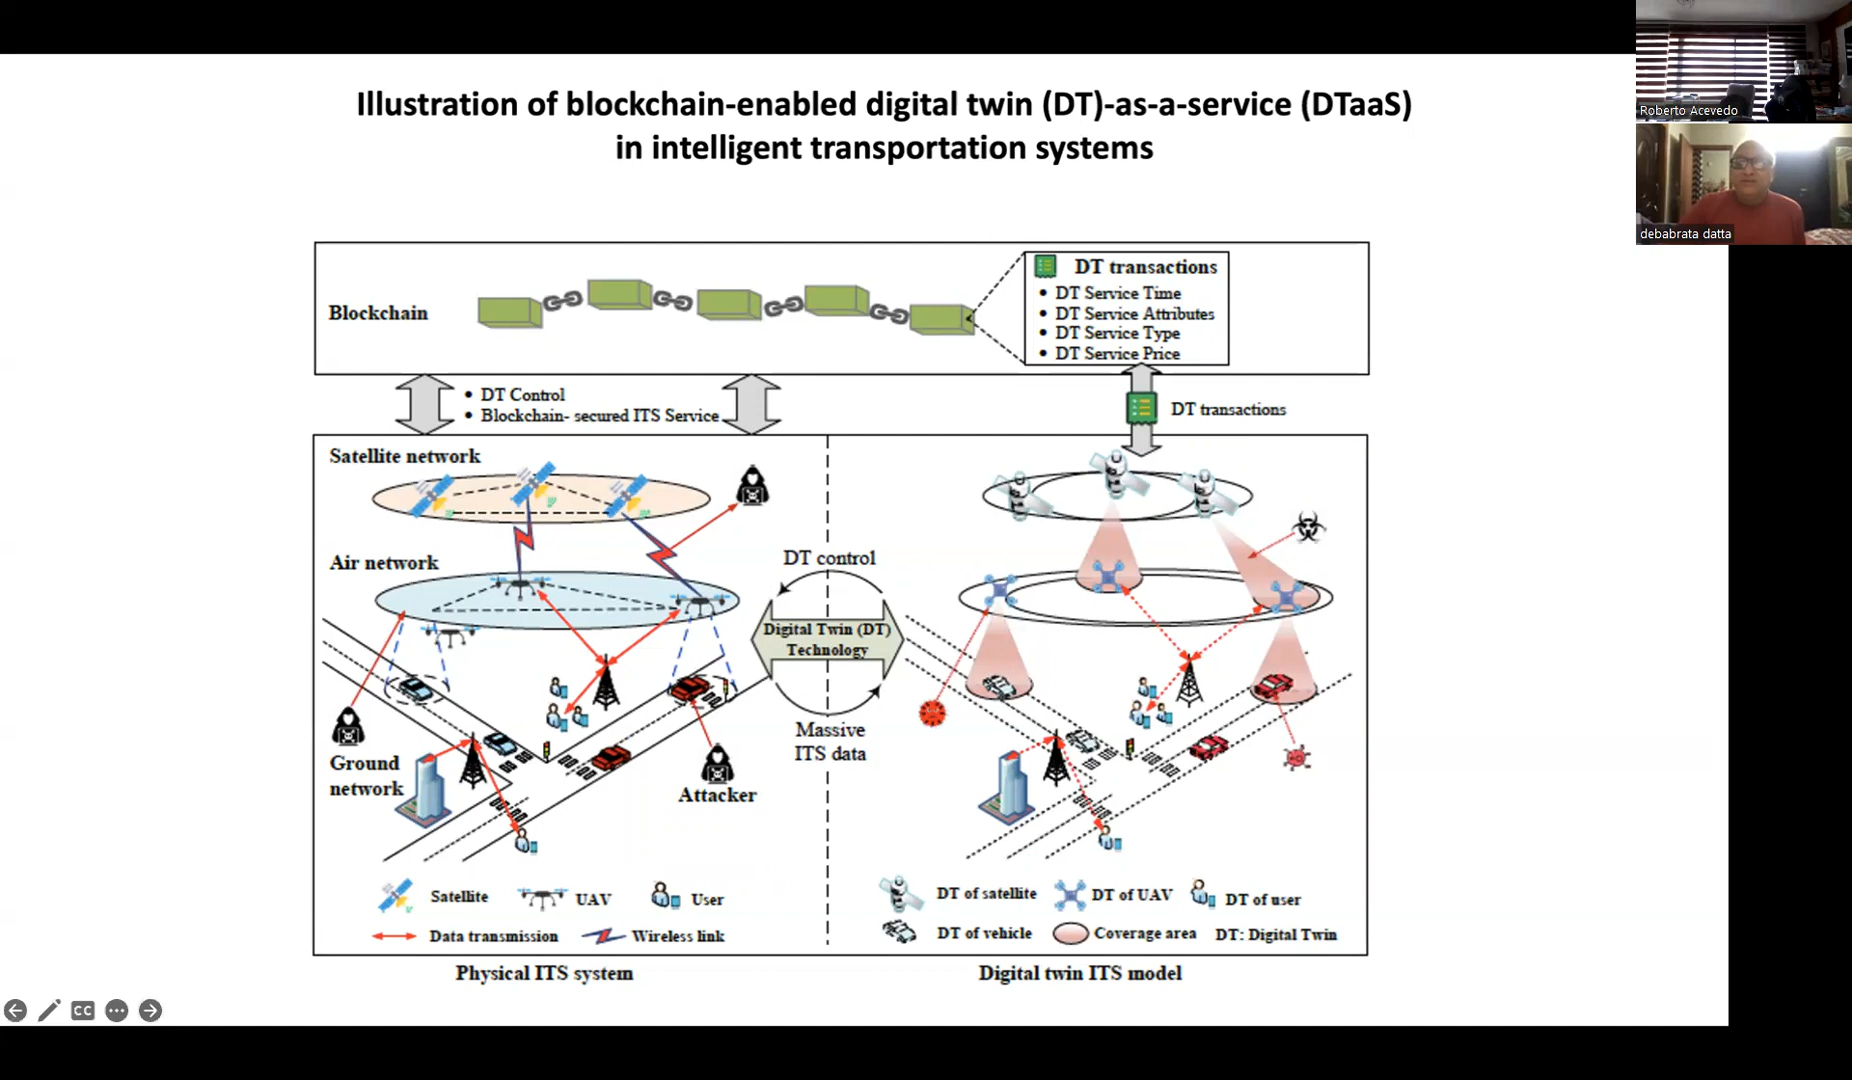 Illustration of blockchain-enabled digital twin (DT)-as-a-service (DTaaS)
in intelligent transportation systems
Roberto Acevedo
debabrata datta
Blockchain
DT transactions
• DT Service Time
• DT Service Attributes
• DT Service Type
• DT Service Price
• DT Control
• Blockchain- secured ITS Service
DT transactions
Satellite network
Air network
DT control
Digital Twin (DT)
Technology
Massive
ITS data
Ground
network
Attacker
Satellite
UAV
User
Data transmission
Wireless link
DT of satellite
DT of UAV
DT of user
DT of vehicle
Coverage area
DT: Digital Twin
Physical ITS system
Digital twin ITS model
CC